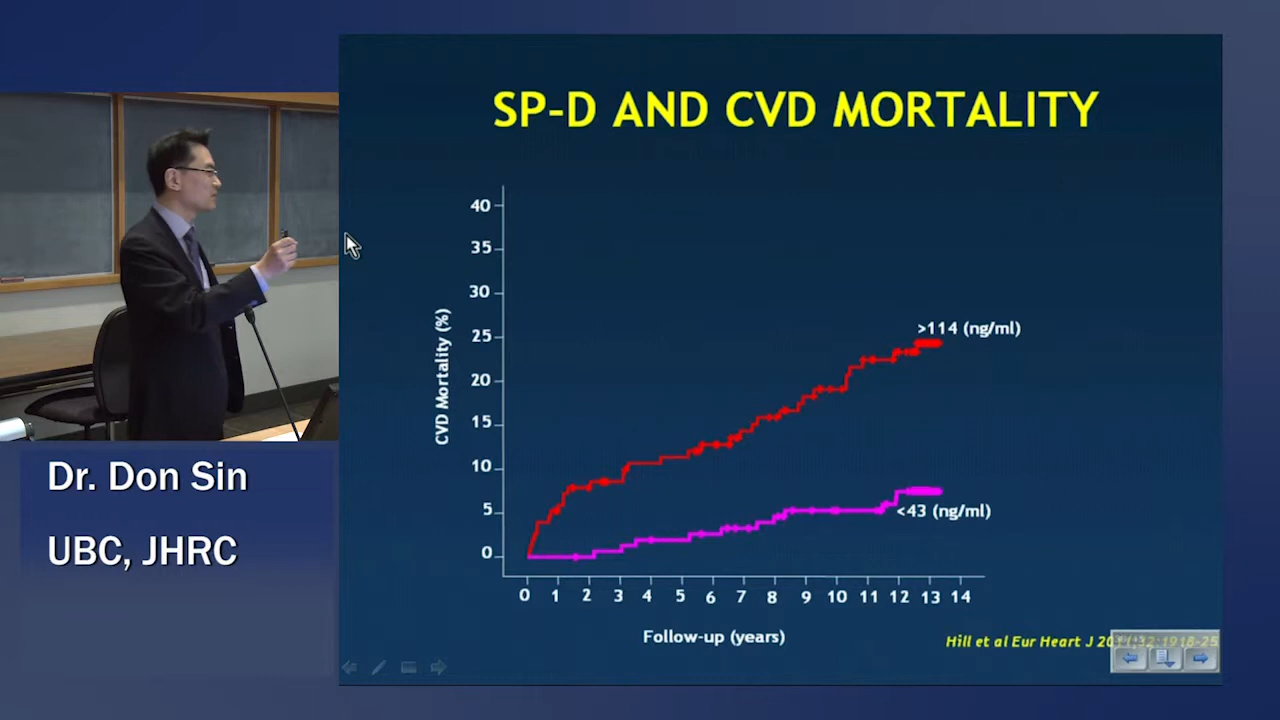 SP-D AND CVD MORTALITY
40
35
30
25
20
15
10
5
0
CVD Mortality (%)
>114 (ng/ml)
<43 (ng/ml)
0 1 2 3 4 5 6 7 8 9 10 11 12 13 14
Follow-up (years)
Hill et al Eur Heart J
Dr. Don Sin
UBC, JHRC